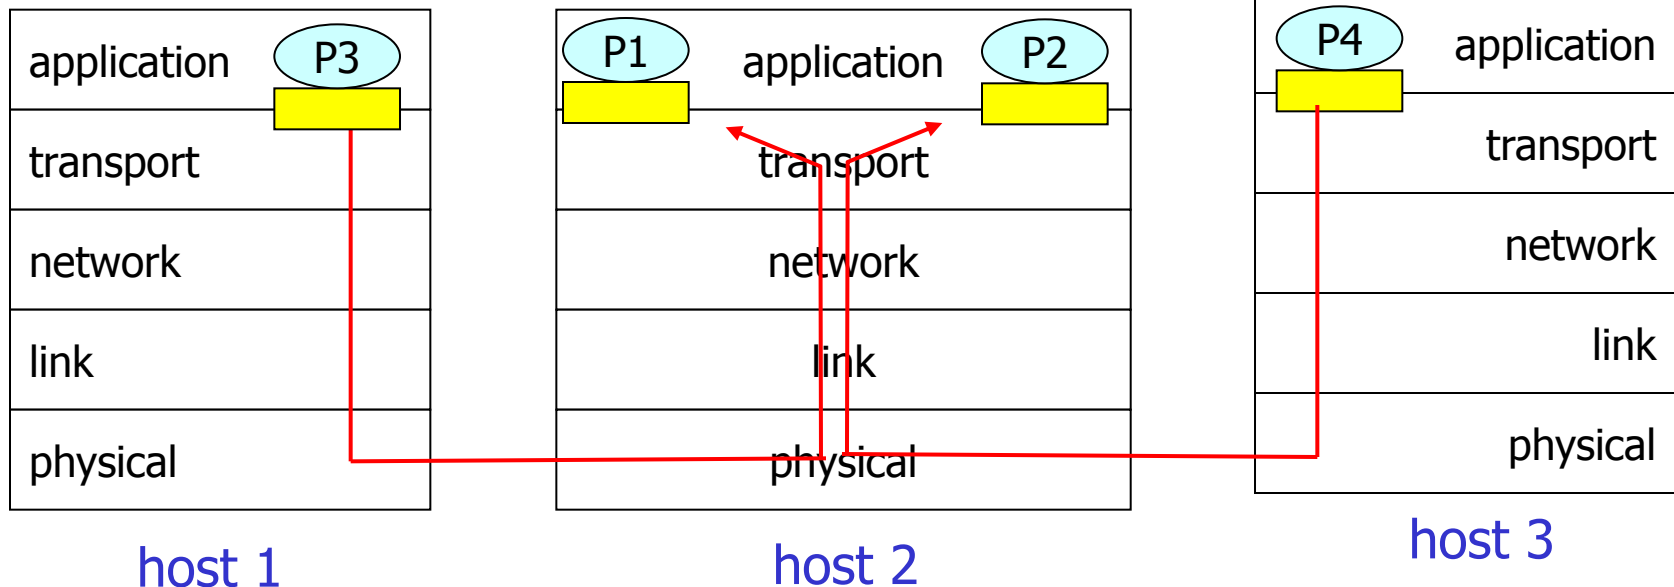 application
P3
transport
network
link
physical
host 1
P1
application
P2
transport
network
link
physical
host 2
P4
application
transport
network
link
physical
host 3